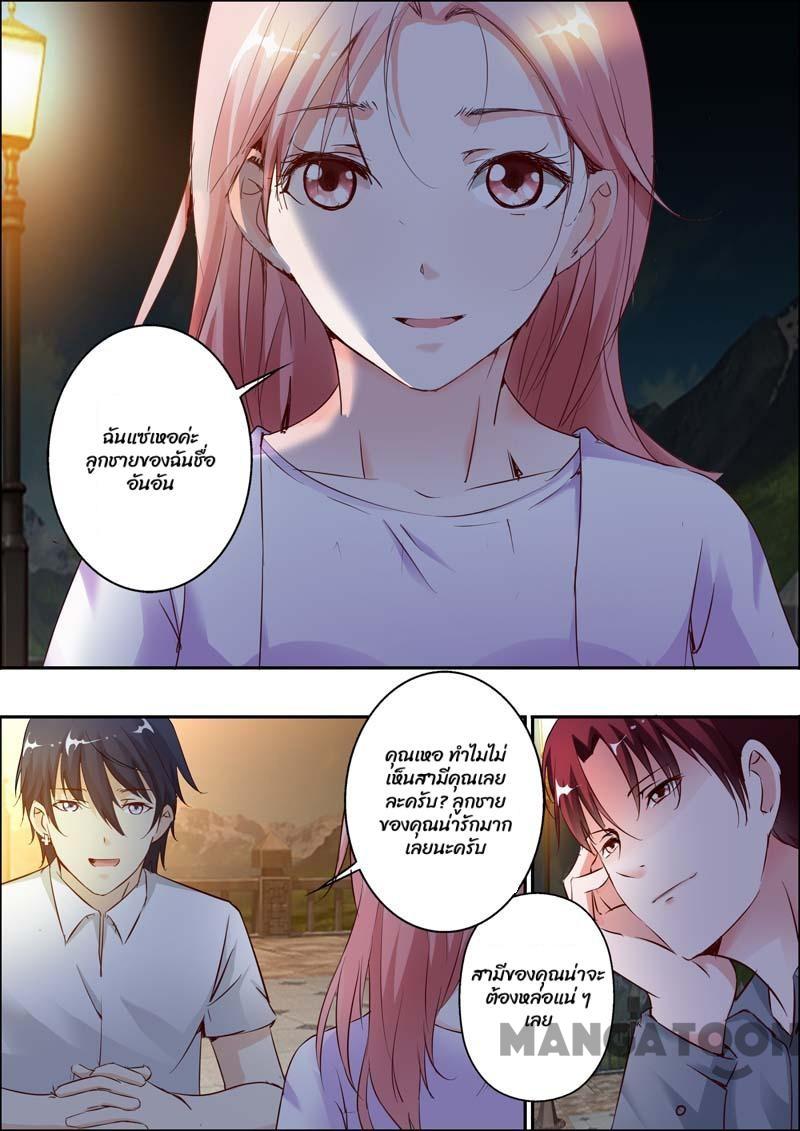 ฉันแซ่เหอค่ะ
ลูกชายของฉันชื่อ
อันอัน
คุณเหอ ทำไมไม่
เห็นสามีคุณเลย
ละครับ? ลูกชาย
ของคุณน่ารักมาก
เลยนะครับ
สามีของคุณน่าจะ
ต้องหล่อแน่ ๆ
เลย
MANGATOON